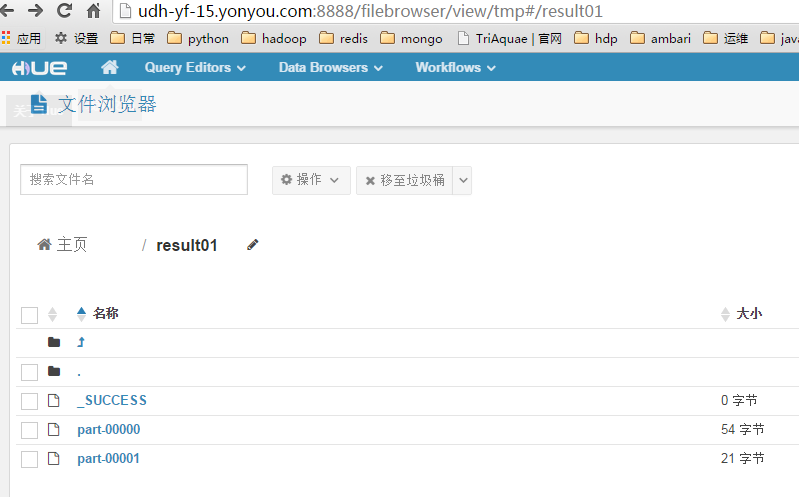 udh-yf-15.yonyou.com:8888/filebrowser/view/tmp#/result01
应用 设置 日常 python hadoop redis mongo TriAquae | 官网 hdp ambari 运维 java
HUE Query Editors Data Browsers Workflows
文件浏览器
搜索文件名 操作 移至垃圾桶
主页 / result01
名称 大小
.
_SUCCESS 0 字节
part-00000 54 字节
part-00001 21 字节